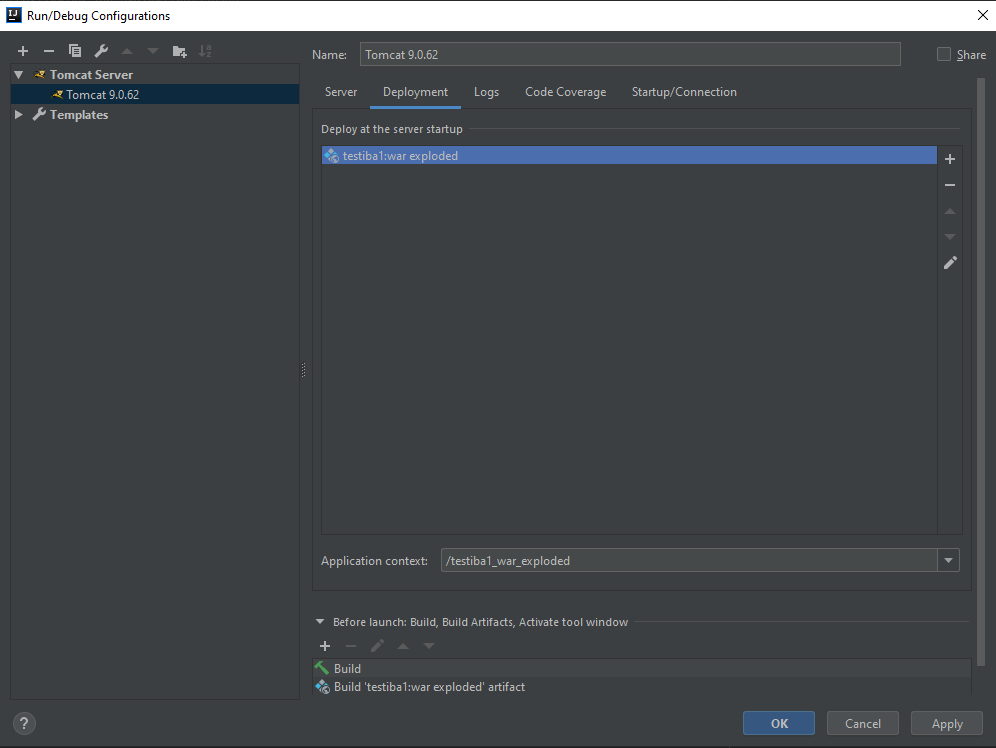 IJ Run/Debug Configurations
Name: Tomcat 9.0.62 Share
Tomcat Server
Tomcat 9.0.62
Templates
Server Deployment Logs Code Coverage Startup/Connection
Deploy at the server startup
testiba1:war exploded
Application context: /testiba1_war_exploded
Before launch: Build, Build Artifacts, Activate tool window
Build
Build 'testiba1:war exploded' artifact
? OK Cancel Apply